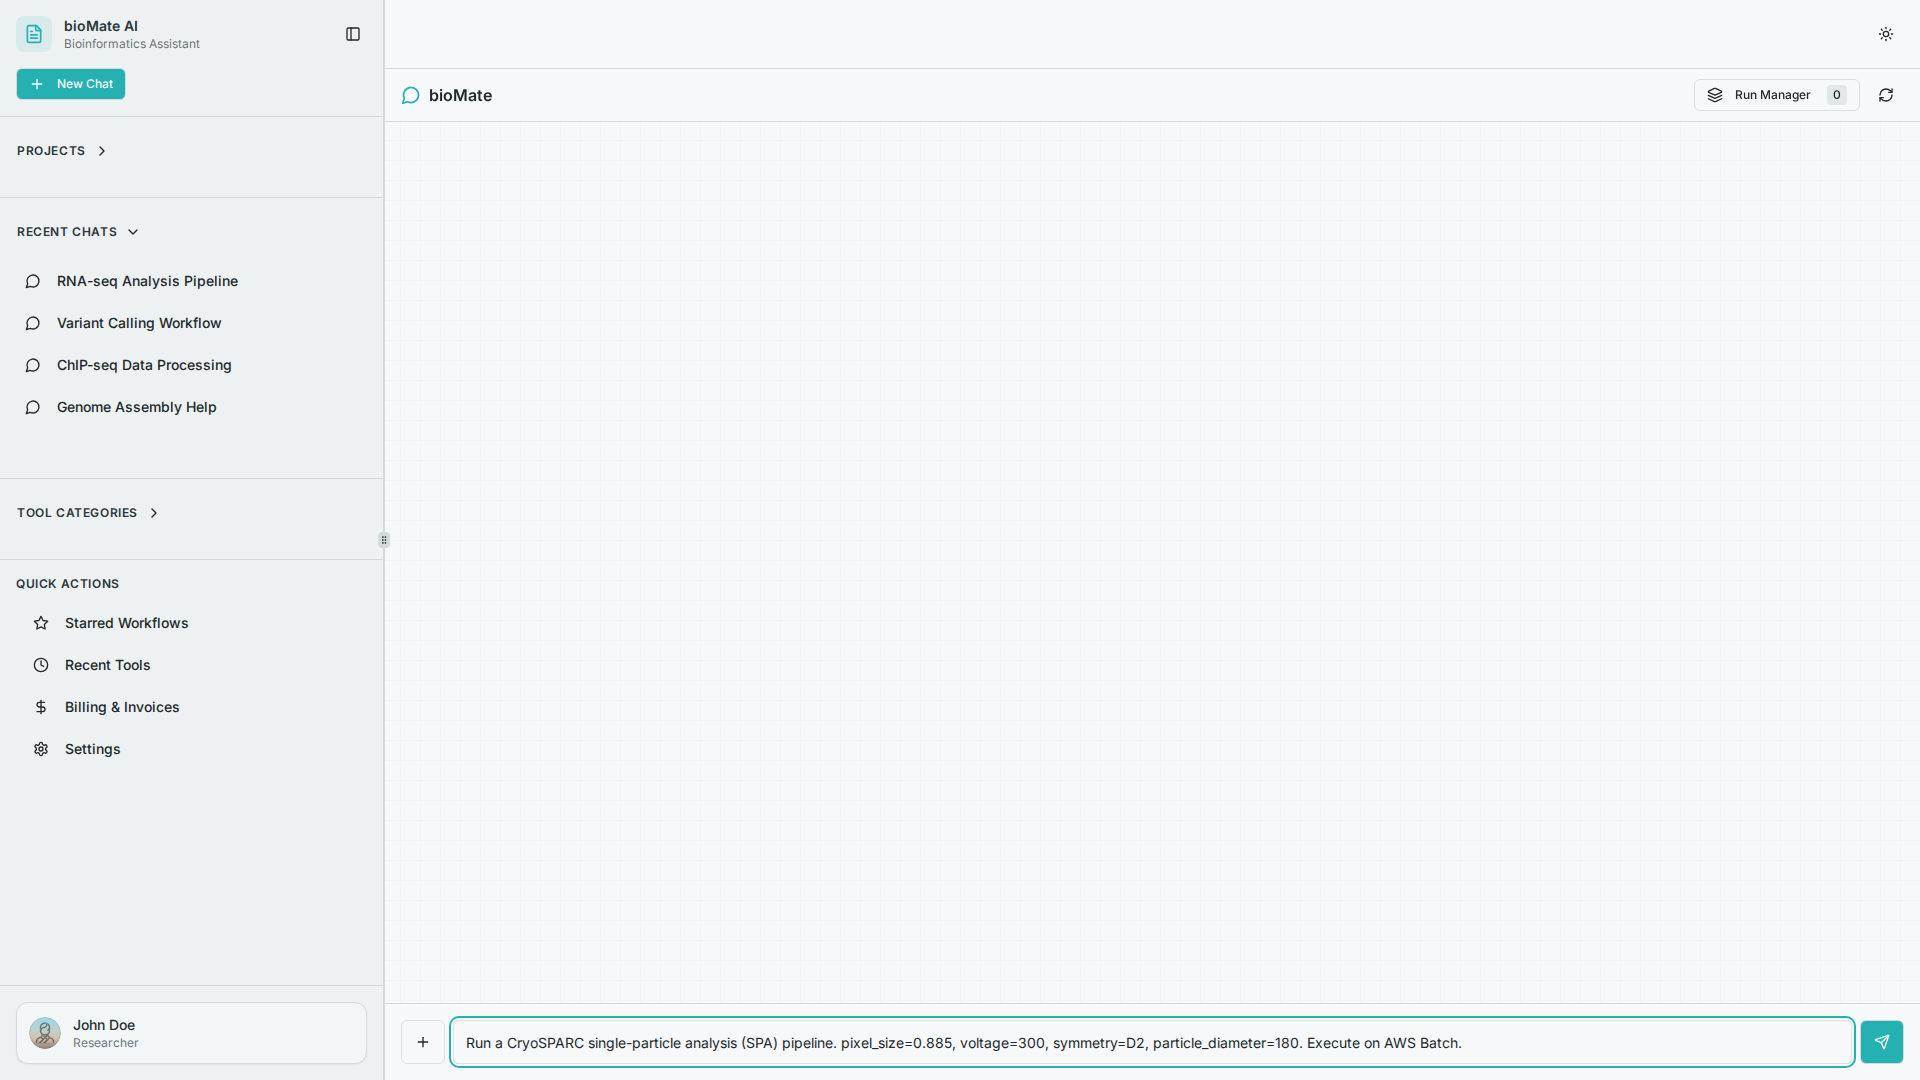 bioMate AI
Bioinformatics Assistant
New Chat
PROJECTS
RECENT CHATS
RNA-seq Analysis Pipeline
Variant Calling Workflow
ChIP-seq Data Processing
Genome Assembly Help
TOOL CATEGORIES
QUICK ACTIONS
Starred Workflows
Recent Tools
Billing & Invoices
Settings
John Doe
Researcher
bioMate
Run Manager 0
Run a CryoSPARC single-particle analysis (SPA) pipeline. pixel_size=0.885, voltage=300, symmetry=D2, particle_diameter=180. Execute on AWS Batch.